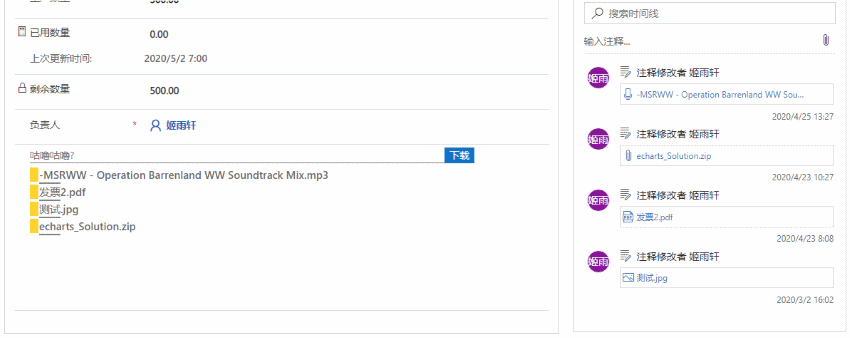 500.00
已用数量
0.00
上次更新时间:
2020/5/2 7:00
剩余数量
500.00
负责人
*
姬雨轩
咕噜咕噜?
下载
-MSRWW - Operation Barrenland WW Soundtrack Mix.mp3
发票2.pdf
测试.jpg
echarts_Solution.zip
搜索时间线
输入注释...
姬雨
注释修改者 姬雨轩
-MSRWW - Operation Barrenland WW Sou...
2020/4/25 13:27
姬雨
注释修改者 姬雨轩
echarts_Solution.zip
2020/4/23 10:27
姬雨
注释修改者 姬雨轩
发票2.pdf
2020/4/23 8:08
姬雨
注释修改者 姬雨轩
测试.jpg
2020/3/2 16:02